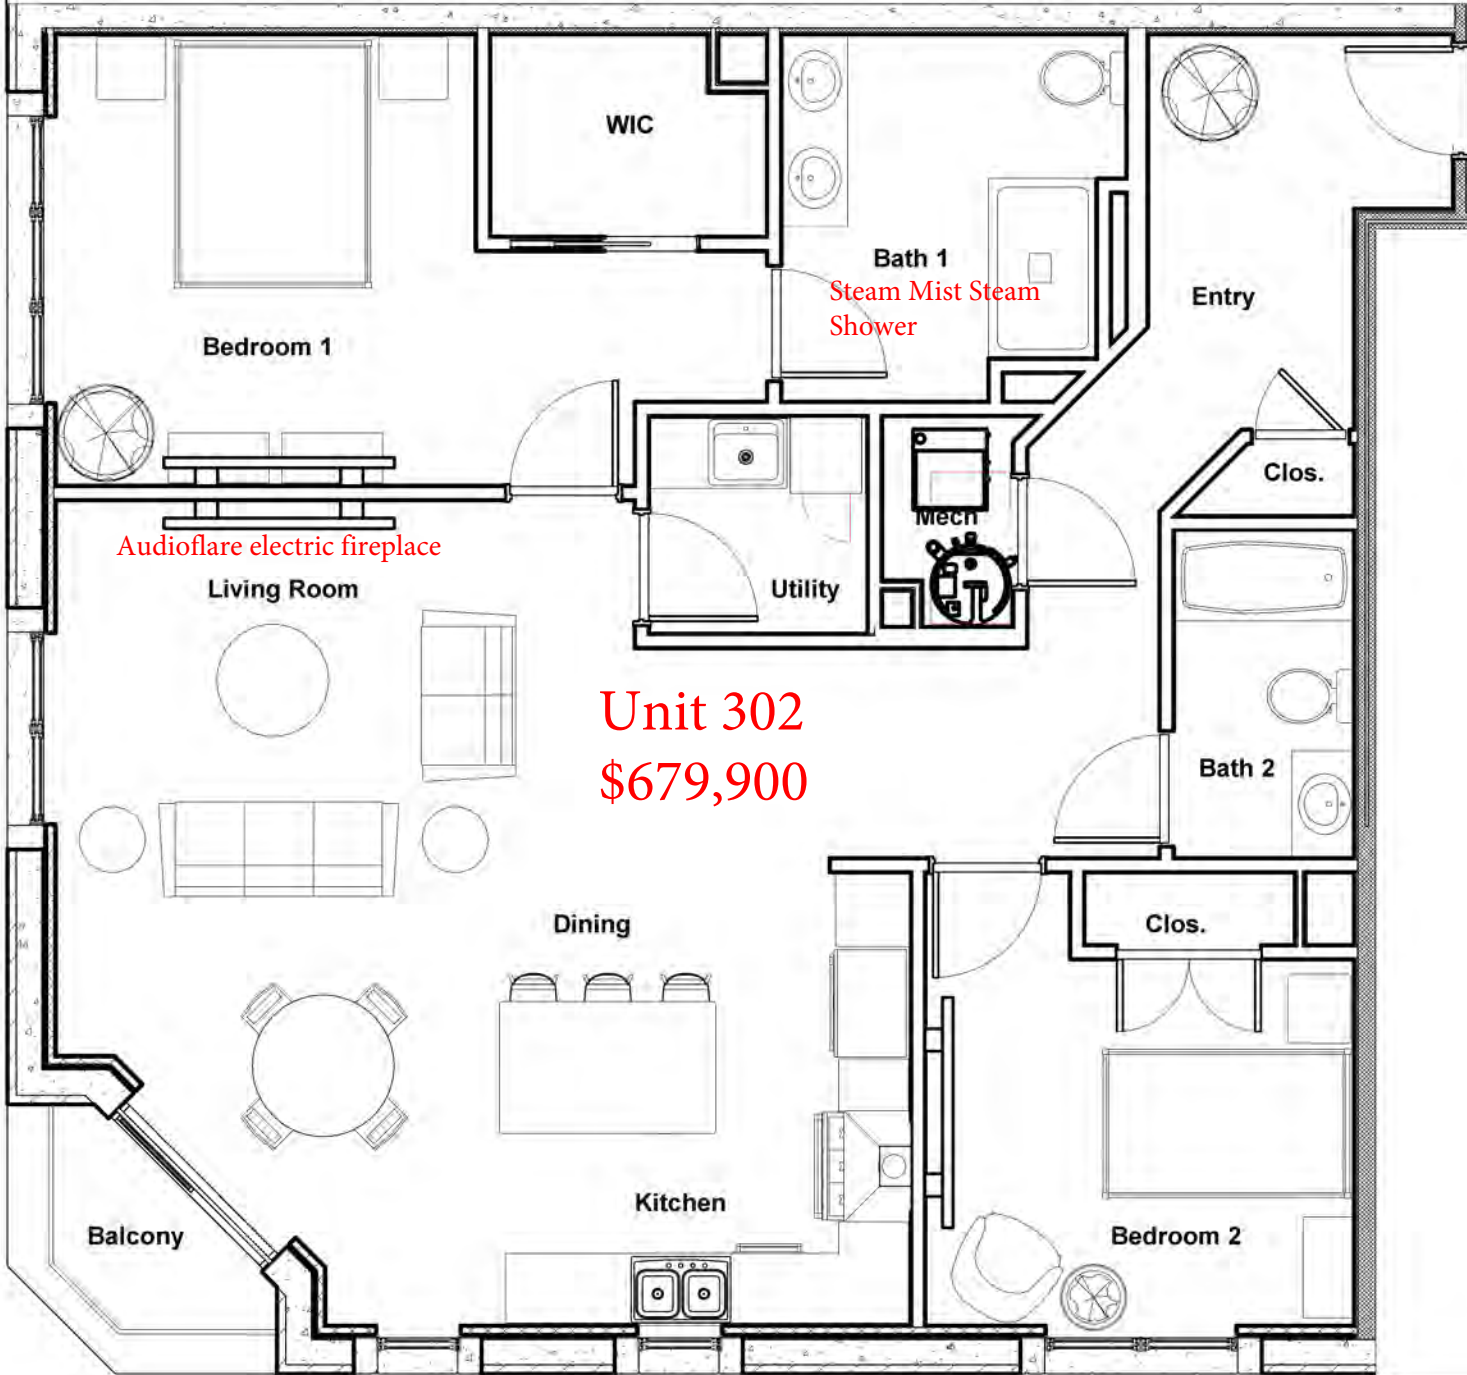 WIC
Bath 1
Steam Mist Steam
Shower
Entry
Bedroom 1
Clos.
Mech
Audioflare electric fireplace
Living Room
Utility
Unit 302
$679,900
Bath 2
Dining
Clos.
Kitchen
Balcony
Bedroom 2